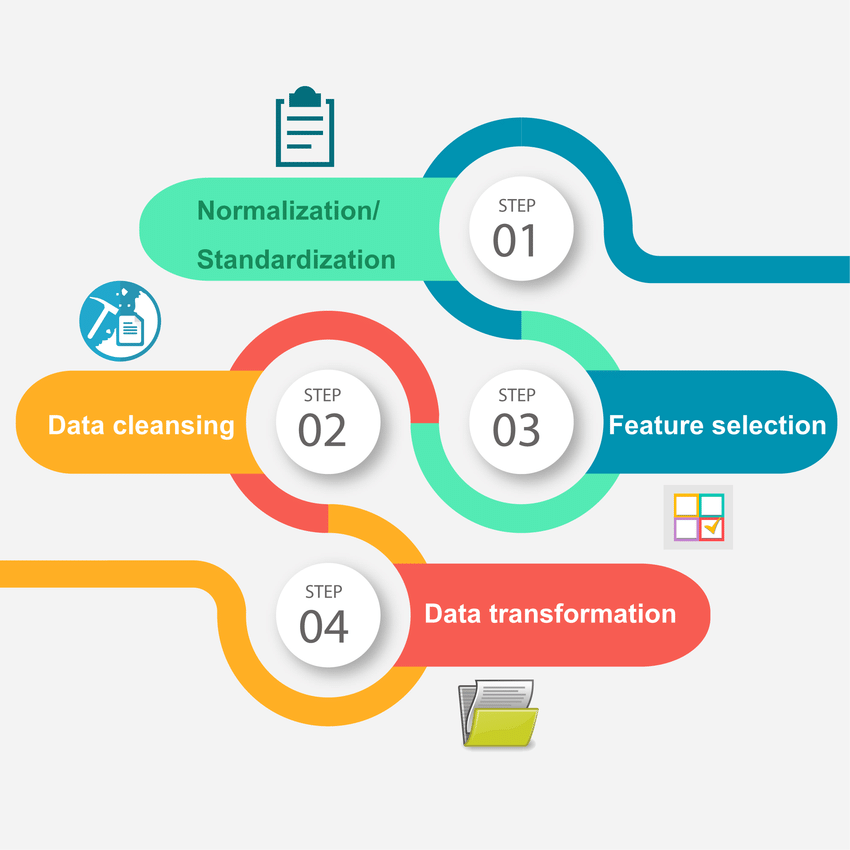 Normalization/
Standardization
STEP
01
Data cleansing
STEP
02
STEP
03
Feature selection
STEP
04
Data transformation